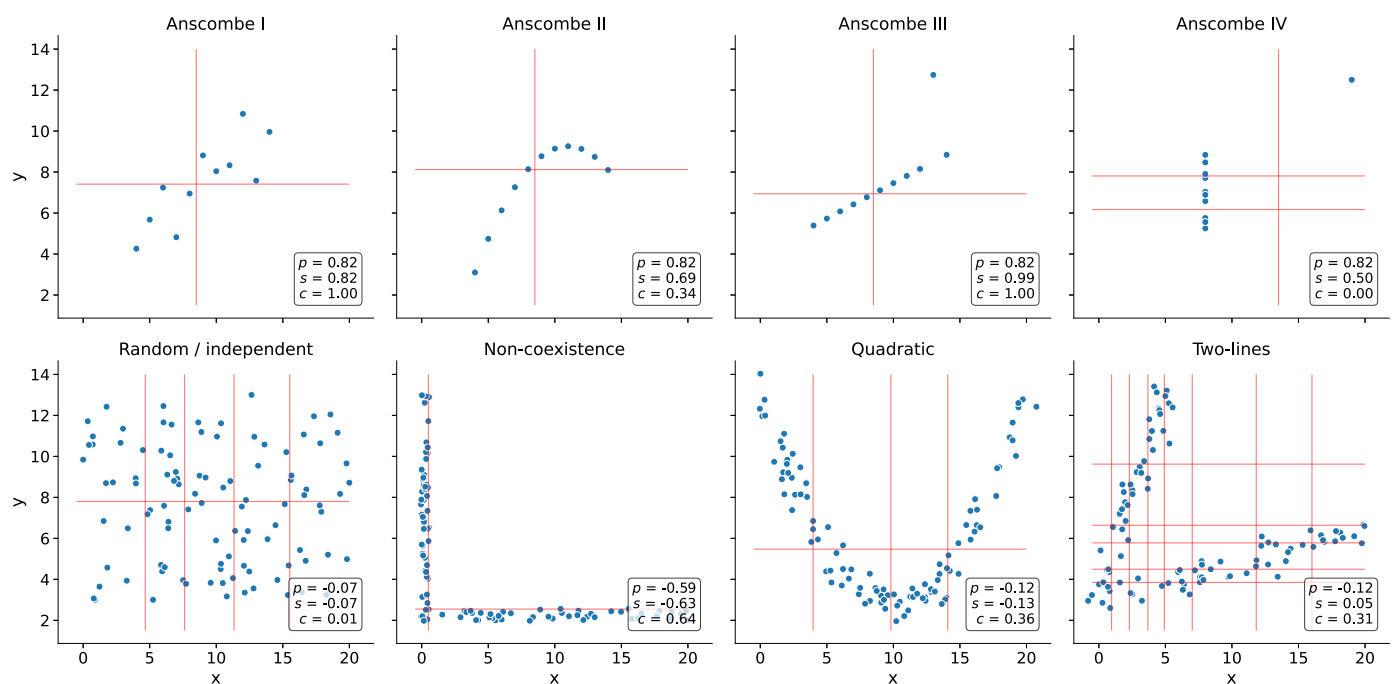 Anscombe I
Anscombe II
Anscombe III
Anscombe IV
14
12
10
8
6
4
2
y
p = 0.82
s = 0.82
c = 1.00
p = 0.82
s = 0.69
c = 0.34
p = 0.82
s = 0.99
c = 1.00
p = 0.82
s = 0.50
c = 0.00
Random / independent
Non-coexistence
Quadratic
Two-lines
14
12
10
8
6
4
2
y
p = -0.07
s = -0.07
c = 0.01
p = -0.59
s = -0.63
c = 0.64
p = -0.12
s = -0.13
c = 0.36
p = -0.12
s = 0.05
c = 0.31
0 5 10 15 20
0 5 10 15 20
0 5 10 15 20
0 5 10 15 20
x
x
x
x